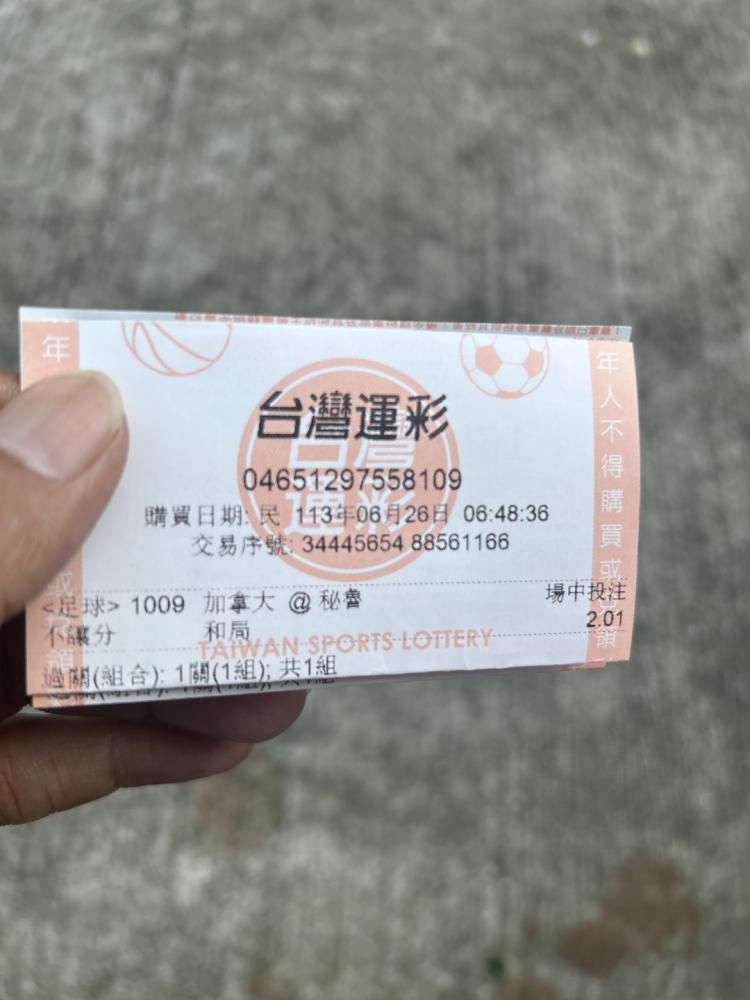 台灣運彩
04651297558109
購買日期: 民 113年06月26日 06:48:36
交易序號: 34445654 88561166
<足球> 1009 加拿大 @ 秘魯 場中投注
不讓分 和局 2.01
TAIWAN SPORTS LOTTERY
過關(組合): 1關(1組); 共1組
年
年人不得購買或兌領